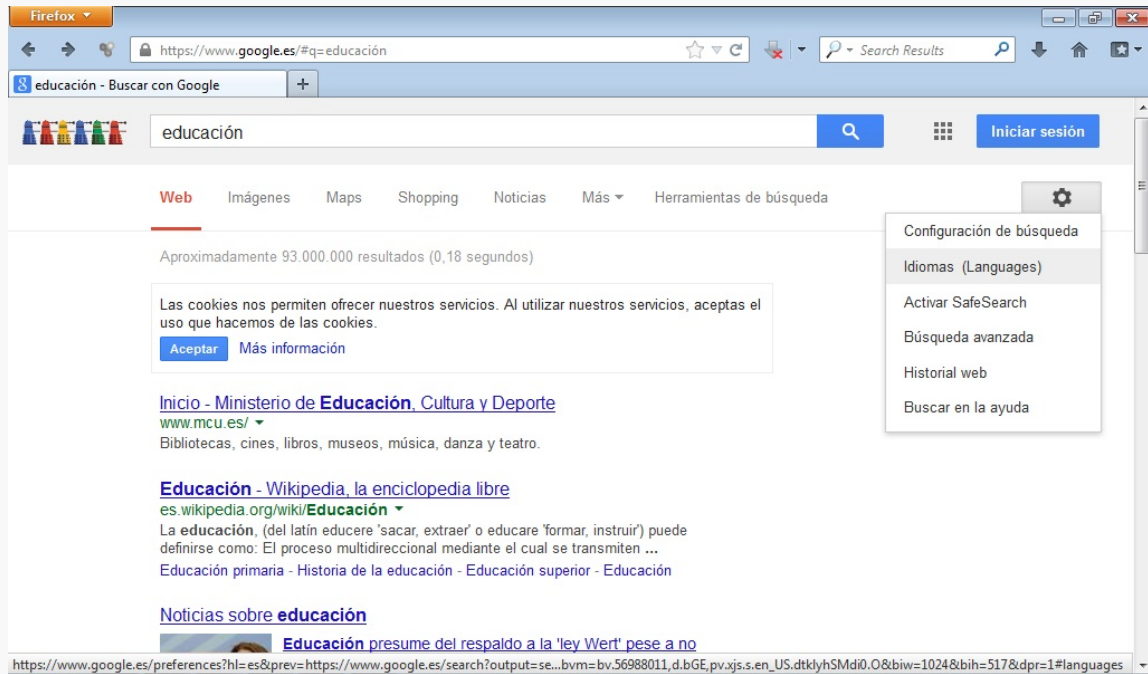 Firefox
https://www.google.es/#q=educación
Search Results
educación - Buscar con Google
educación
Iniciar sesión
Web Imágenes Maps Shopping Noticias Más Herramientas de búsqueda
Configuración de búsqueda
Idiomas (Languages)
Activar SafeSearch
Búsqueda avanzada
Historial web
Buscar en la ayuda
Aproximadamente 93.000.000 resultados (0,18 segundos)
Las cookies nos permiten ofrecer nuestros servicios. Al utilizar nuestros servicios, aceptas el
uso que hacemos de las cookies.
Aceptar Más información
Inicio - Ministerio de Educación, Cultura y Deporte
www.mcu.es/
Bibliotecas, cines, libros, museos, música, danza y teatro.
Educación - Wikipedia, la enciclopedia libre
es.wikipedia.org/wiki/Educación
La educación, (del latín educere 'sacar, extraer' o educare 'formar, instruir') puede
definirse como: El proceso multidireccional mediante el cual se transmiten ...
Educación primaria - Historia de la educación - Educación superior - Educación
Noticias sobre educación
Educación presume del respaldo a la 'ley Wert' pese a no
https://www.google.es/preferences?hl=es&prev=https://www.google.es/search?output=se...bvm=bv.56988011,d.bGE,pv.xjs.s.en_US.dtklyhSMdi0.O&biw=1024&bih=517&dpr=1#languages